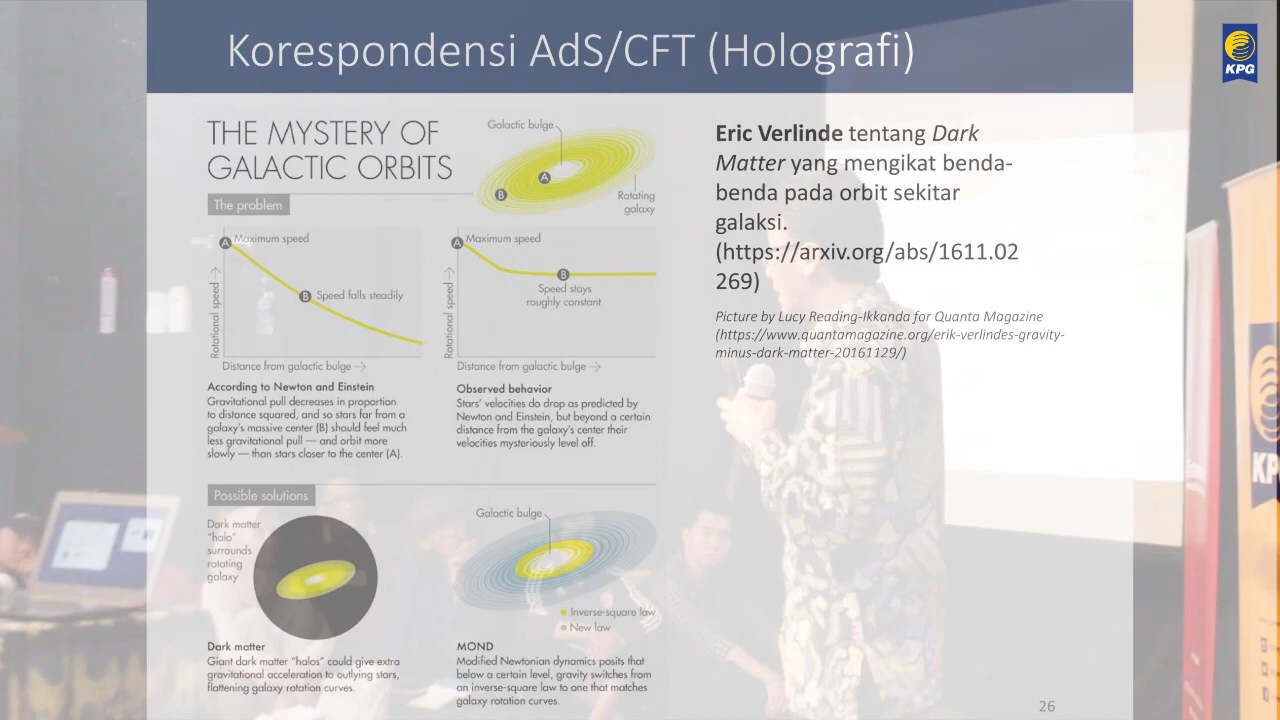 Korespondensi AdS/CFT (Holografi)
KPG
THE MYSTERY OF
GALACTIC ORBITS
Galactic bulge
A
B
Rotating
galaxy
The problem
A Maximum speed
B Speed falls steadily
Rotational speed →
Distance from galactic bulge →
According to Newton and Einstein
Gravitational pull decreases in proportion
to distance squared, and so stars far from a
galaxy's massive center (B) should feel much
less gravitational pull — and orbit more
slowly — than stars closer to the center (A).
A Maximum speed
B
Speed stays
roughly constant
Rotational speed →
Distance from galactic bulge →
Observed behavior
Stars' velocities do drop as predicted by
Newton and Einstein, but beyond a certain
distance from the galaxy's center their
velocities mysteriously level off.
Possible solutions
Dark matter
"halo"
surrounds
rotating
galaxy
Dark matter
Giant dark matter "halos" could give extra
gravitational acceleration to outlying stars,
flattening galaxy rotation curves.
Galactic bulge
Inverse-square law
New law
MOND
Modified Newtonian dynamics posits that
below a certain level, gravity switches from
an inverse-square law to one that matches
galaxy rotation curves.
Eric Verlinde tentang Dark
Matter yang mengikat benda-
benda pada orbit sekitar
galaksi.
(https://arxiv.org/abs/1611.02
269)
Picture by Lucy Reading-Ikkanda for Quanta Magazine
(https://www.quantamagazine.org/erik-verlindes-gravity-
minus-dark-matter-20161129/)
KP
26